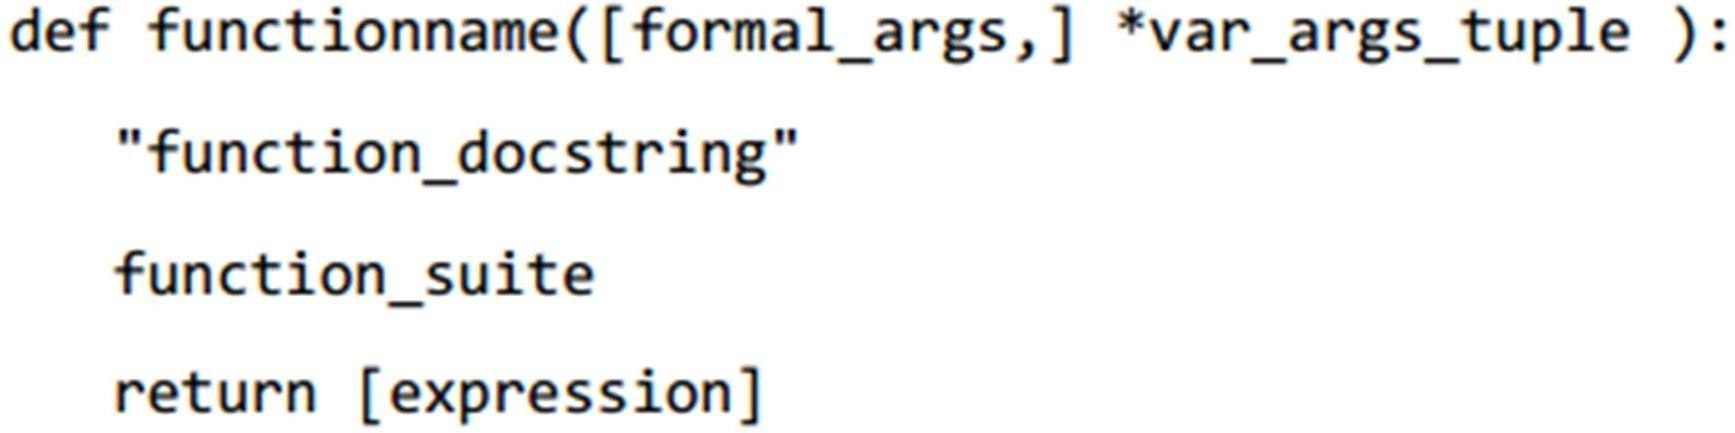 def functionname([formal_args,] *var_args_tuple ):
"function_docstring"
function_suite
return [expression]